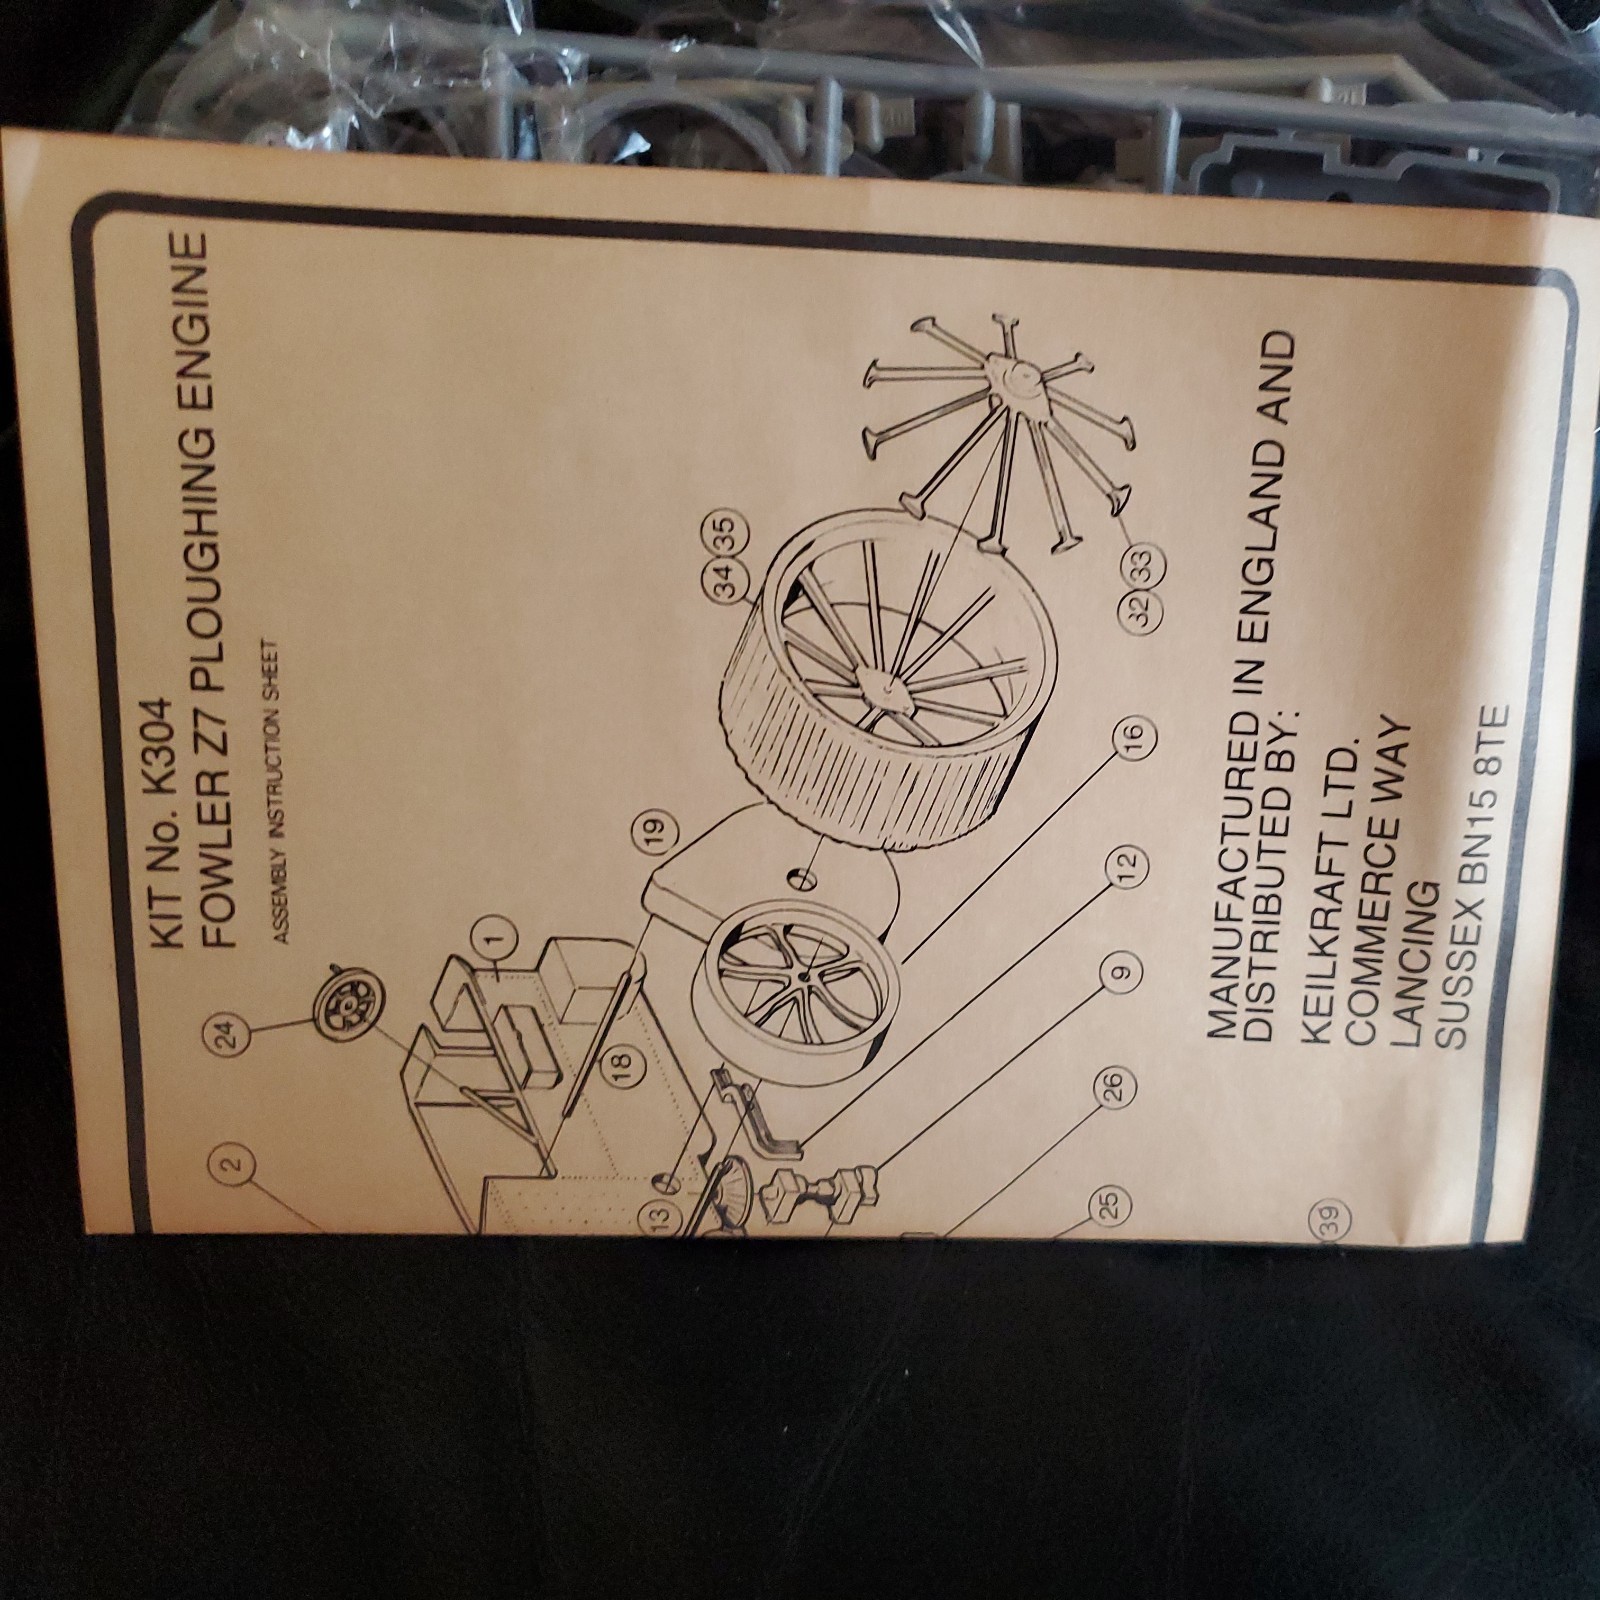 KIT No. K304
FOWLER Z7 PLOUGHING ENGINE
ASSEMBLY INSTRUCTION SHEET
24
2
1
19
18
34 35
13
32 33
16
12
9
26
25
39
MANUFACTURED IN ENGLAND AND
DISTRIBUTED BY:
KEILKRAFT LTD.
COMMERCE WAY
LANCING
SUSSEX BN15 8TE